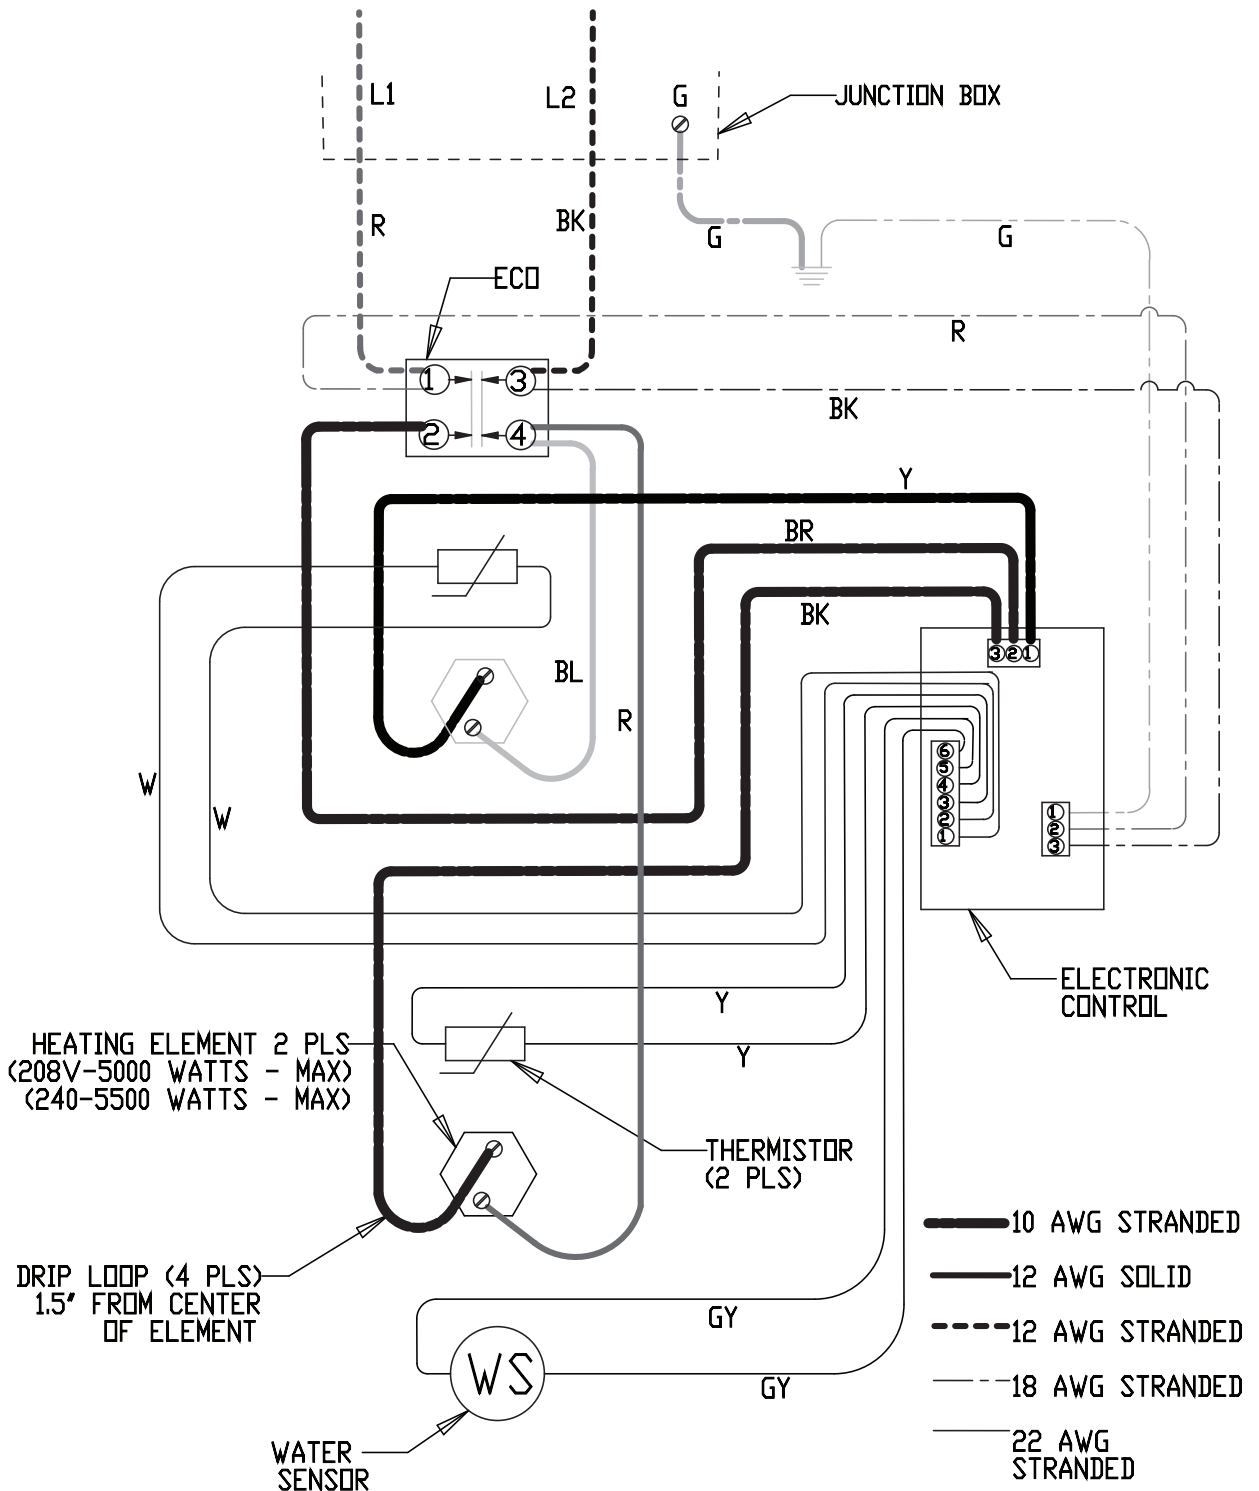 L1
L2
G
JUNCTION BOX
R
BK
G
G
ECO
R
1
3
BK
2
4
Y
BR
BK
3 2 1
BL
R
W
W
6
5
4
3
2
1
1
2
3
ELECTRONIC
CONTROL
Y
HEATING ELEMENT 2 PLS
(208V-5000 WATTS - MAX)
(240-5500 WATTS - MAX)
Y
THERMISTOR
(2 PLS)
DRIP LOOP (4 PLS)
1.5" FROM CENTER
OF ELEMENT
10 AWG STRANDED
12 AWG SOLID
12 AWG STRANDED
18 AWG STRANDED
22 AWG
STRANDED
GY
WS
GY
WATER
SENSOR